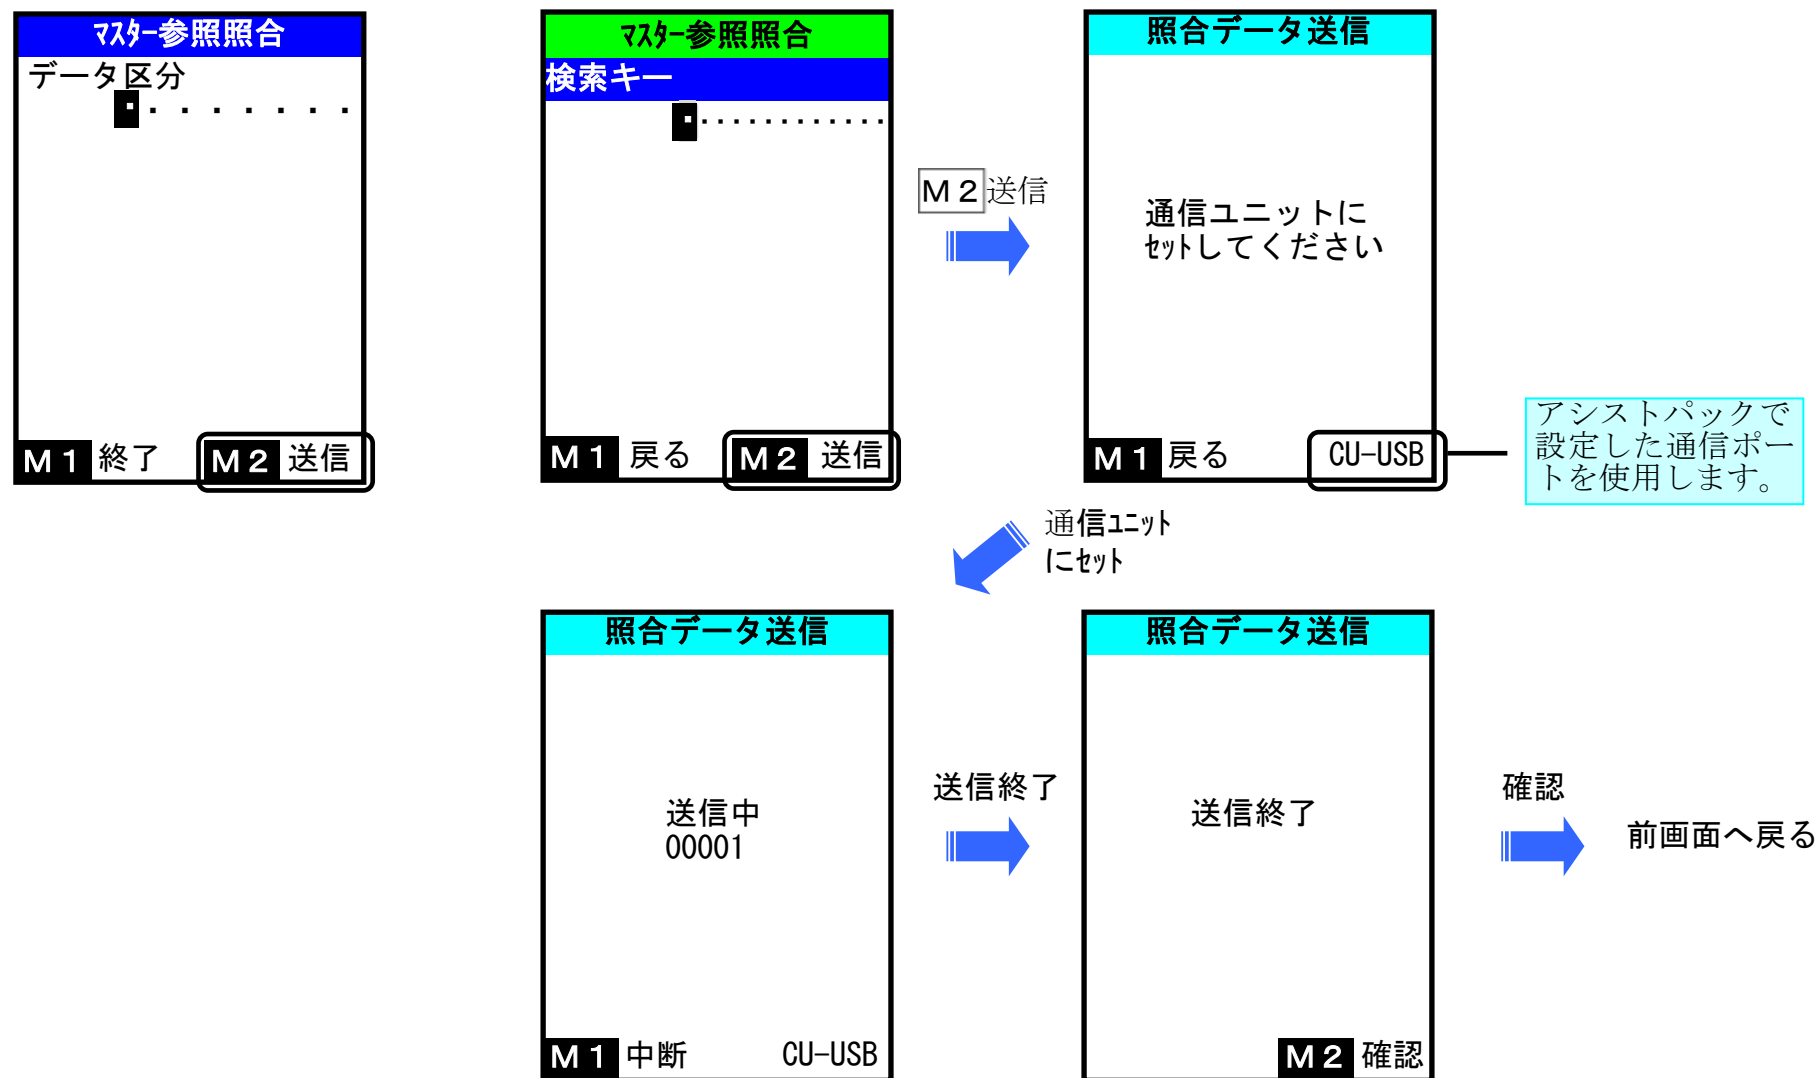 ﾏｽﾀｰ参照照合
データ区分
M1 終了
M2 送信
ﾏｽﾀｰ参照照合
検索キー
M1 戻る
M2 送信
M2 送信
照合データ送信
通信ユニットに
ｾｯﾄしてください
M1 戻る
CU-USB
アシストパックで
設定した通信ポー
トを使用します。
通信ﾕﾆｯﾄ
にｾｯﾄ
照合データ送信
送信中
00001
M1 中断
CU-USB
送信終了
照合データ送信
送信終了
M2 確認
確認
前画面へ戻る